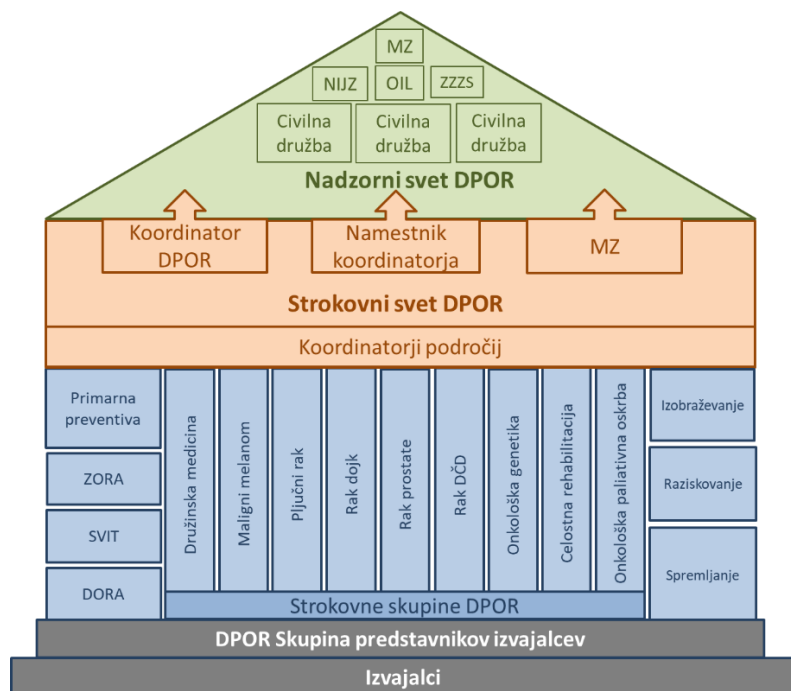 MZ
NIJZ
OIL
ZZZS
Civilna
družba
Civilna
družba
Civilna
družba
Nadzorni svet DPOR
Koordinator
DPOR
Namestnik
koordinatorja
MZ
Strokovni svet DPOR
Koordinatorji področij
Primarna
preventiva
ZORA
SVIT
DORA
Družinska medicina
Maligni melanom
Pljučni rak
Rak dojk
Rak prostate
Rak DČD
Onkološka genetika
Celostna rehabilitacija
Onkološka paliativna oskrba
Izobraževanje
Raziskovanje
Spremljanje
Strokovne skupine DPOR
DPOR Skupina predstavnikov izvajalcev
Izvajalci